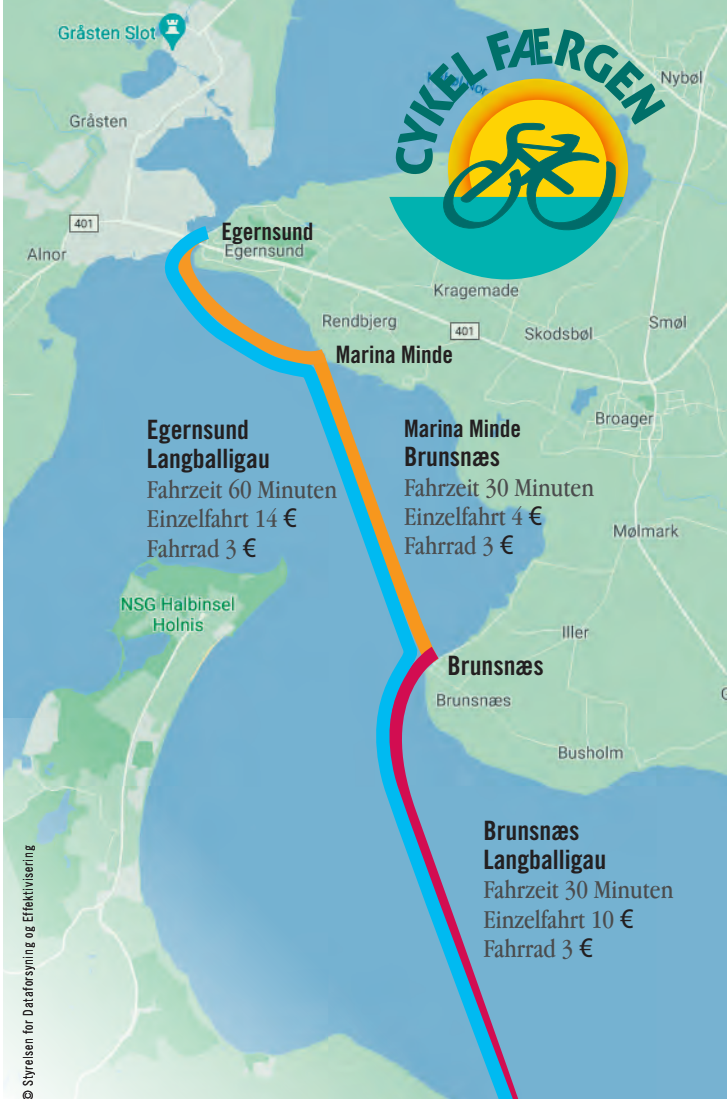 Gråsten Slot
CYKEL FÆRGEN
Nybøl
Gråsten
401
Egernsund
Egernsund
Alnor
Kragemade
Rendbjerg
401
Skodsbøl
Smøl
Marina Minde
Broager
Egernsund
Langballigau
Fahrzeit 60 Minuten
Einzelfahrt 14 €
Fahrrad 3 €
Marina Minde
Brunsnæs
Fahrzeit 30 Minuten
Einzelfahrt 4 €
Fahrrad 3 €
Mølmark
NSG Halbinsel
Holnis
Iller
Brunsnæs
Brunsnæs
Busholm
Brunsnæs
Langballigau
Fahrzeit 30 Minuten
Einzelfahrt 10 €
Fahrrad 3 €
© Styrelsen for Dataforsyning og Effektivisering